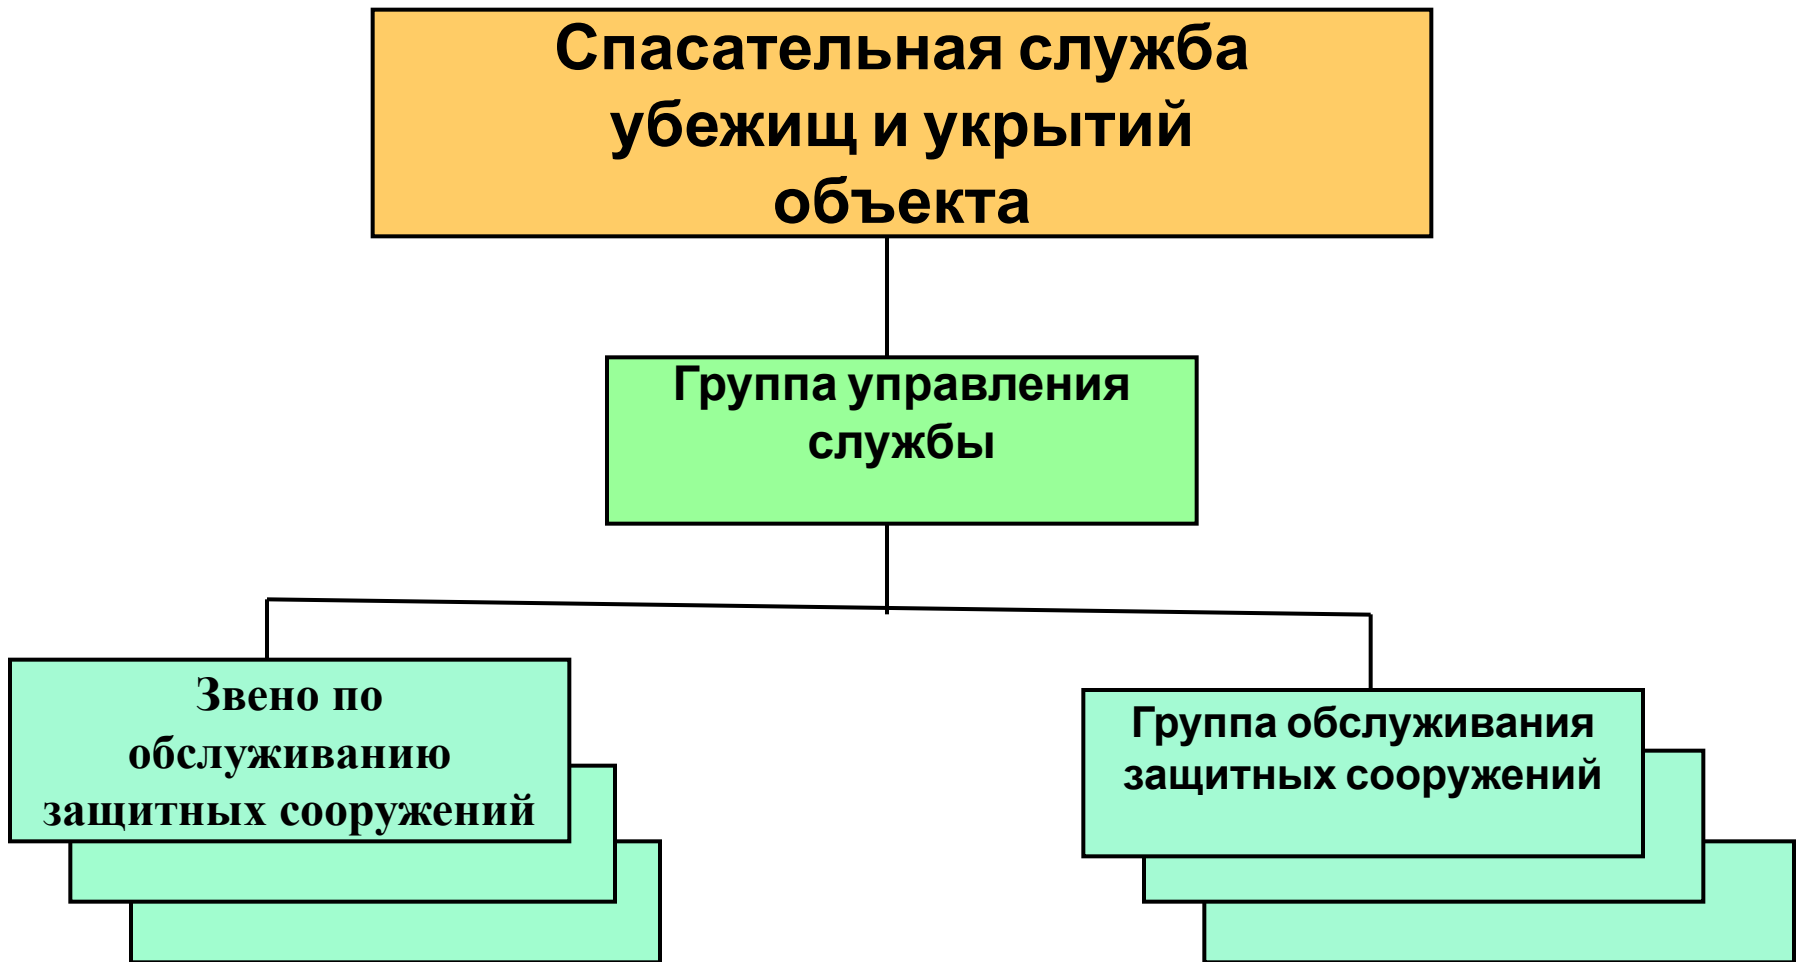 Спасательная служба
убежищ и укрытий
объекта
Группа управления
службы
Звено по
обслуживанию
защитных сооружений
Группа обслуживания
защитных сооружений